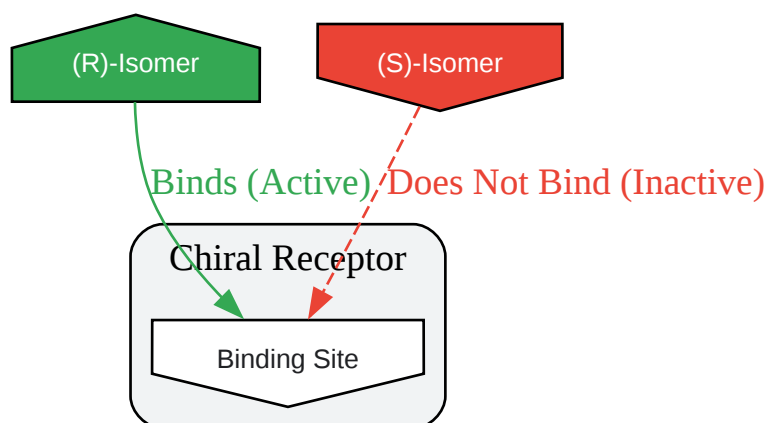 (R)-Isomer
(S)-Isomer
Binds (Active)
Does Not Bind (Inactive)
Chiral Receptor
Binding Site